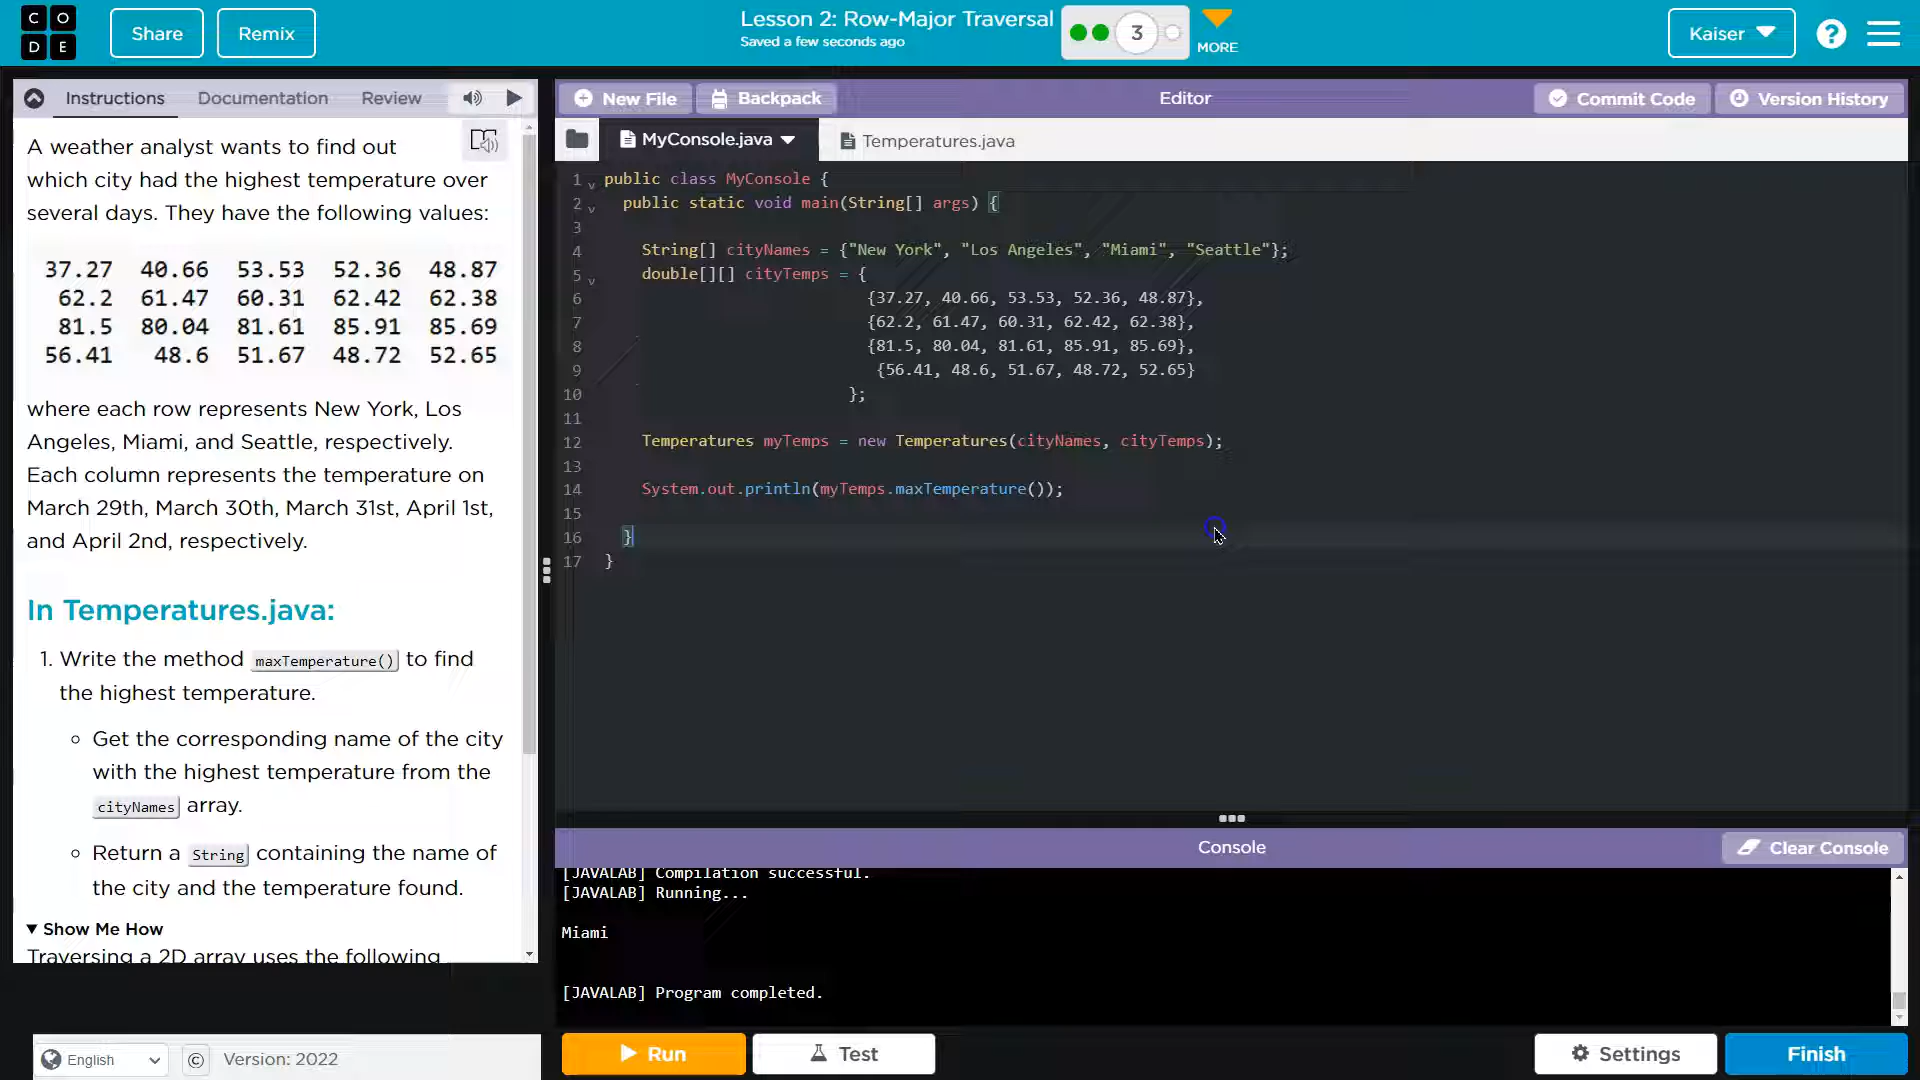 CODE
Share
Remix
Lesson 2: Row-Major Traversal
Saved a few seconds ago
3
MORE
Kaiser
?
Instructions
Documentation
Review
A weather analyst wants to find out
which city had the highest temperature over
several days. They have the following values:
37.27 40.66 53.53 52.36 48.87
62.2 61.47 60.31 62.42 62.38
81.5 80.04 81.61 85.91 85.69
56.41 48.6 51.67 48.72 52.65
where each row represents New York, Los
Angeles, Miami, and Seattle, respectively.
Each column represents the temperature on
March 29th, March 30th, March 31st, April 1st,
and April 2nd, respectively.
In Temperatures.java:
1. Write the method maxTemperature() to find
the highest temperature.
Get the corresponding name of the city
with the highest temperature from the
cityNames array.
Return a String containing the name of
the city and the temperature found.
▼ Show Me How
Traversing a 2D array uses the following
English
©
Version: 2022
New File
Backpack
Editor
Commit Code
Version History
MyConsole.java
Temperatures.java
1 public class MyConsole {
2 public static void main(String[] args) {
3
4 String[] cityNames = {"New York", "Los Angeles", "Miami", "Seattle"};
5 double[][] cityTemps = {
6 {37.27, 40.66, 53.53, 52.36, 48.87},
7 {62.2, 61.47, 60.31, 62.42, 62.38},
8 {81.5, 80.04, 81.61, 85.91, 85.69},
9 {56.41, 48.6, 51.67, 48.72, 52.65}
10 };
11
12 Temperatures myTemps = new Temperatures(cityNames, cityTemps);
13
14 System.out.println(myTemps.maxTemperature());
15
16 }
17 }
Console
Clear Console
[JAVALAB] Compilation successful.
[JAVALAB] Running...
Miami
[JAVALAB] Program completed.
Run
Test
Settings
Finish